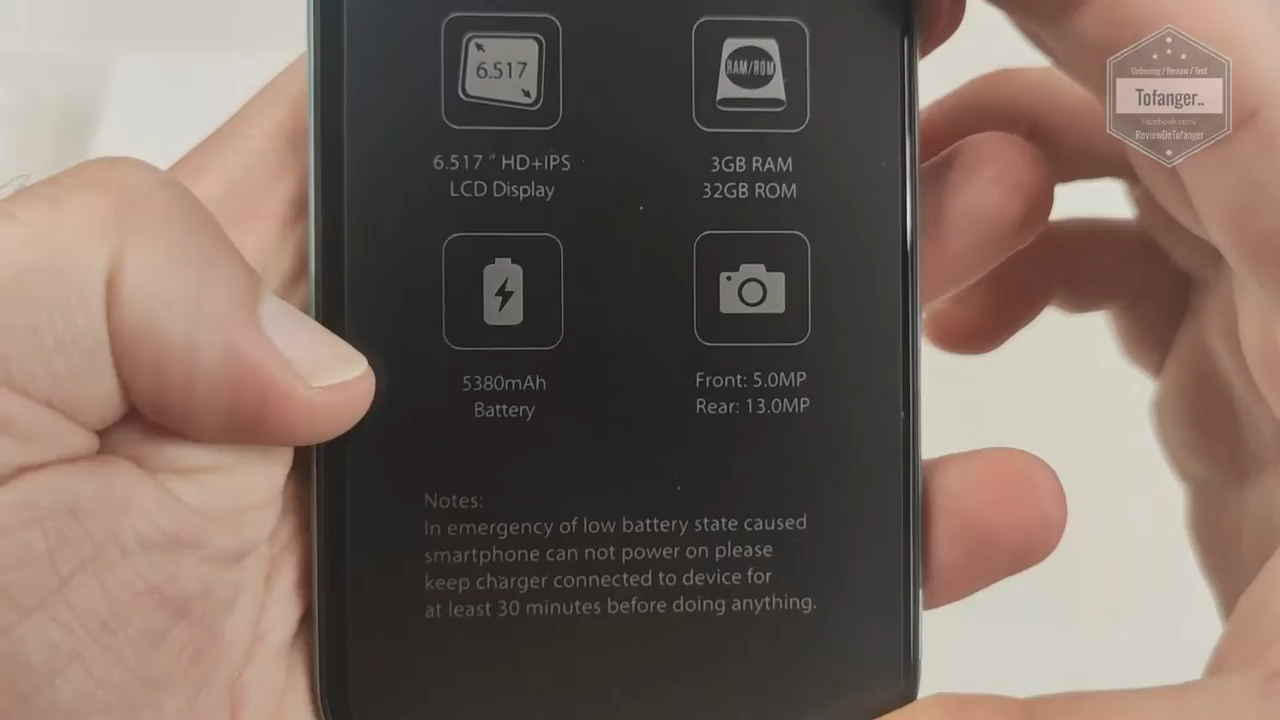 6.517
RAM/ROM
6.517 " HD+IPS
LCD Display
3GB RAM
32GB ROM
5380mAh
Battery
Front: 5.0MP
Rear: 13.0MP
Notes:
In emergency of low battery state caused
smartphone can not power on please
keep charger connected to device for
at least 30 minutes before doing anything.
Unboxing / Review / Test
Tofanger..
Facebook.com/
ReviewDeTofanger